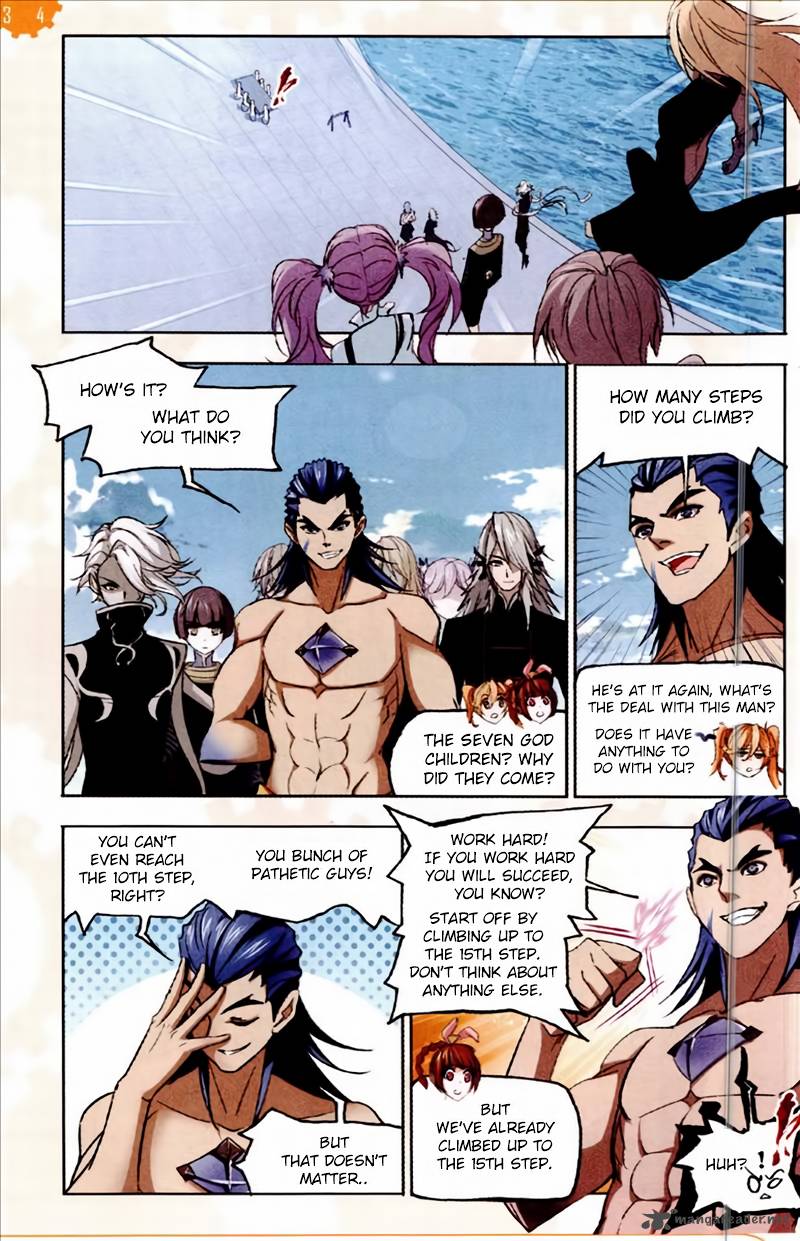 3 4
HOW'S IT?
WHAT DO
YOU THINK?
HOW MANY STEPS
DID YOU CLIMB?
THE SEVEN GOD
CHILDREN? WHY
DID THEY COME?
HE'S AT IT AGAIN, WHAT'S
THE DEAL WITH THIS MAN?
DOES IT HAVE
ANYTHING TO
DO WITH YOU?
YOU CAN'T
EVEN REACH
THE 10TH STEP,
RIGHT?
YOU BUNCH OF
PATHETIC GUYS!
BUT
THAT DOESN'T
MATTER..
WORK HARD!
IF YOU WORK HARD
YOU WILL SUCCEED,
YOU KNOW?
START OFF BY
CLIMBING UP TO
THE 15TH STEP.
DON'T THINK ABOUT
ANYTHING ELSE.
BUT
WE'VE ALREADY
CLIMBED UP TO
THE 15TH STEP.
HUH?
mangareader.net